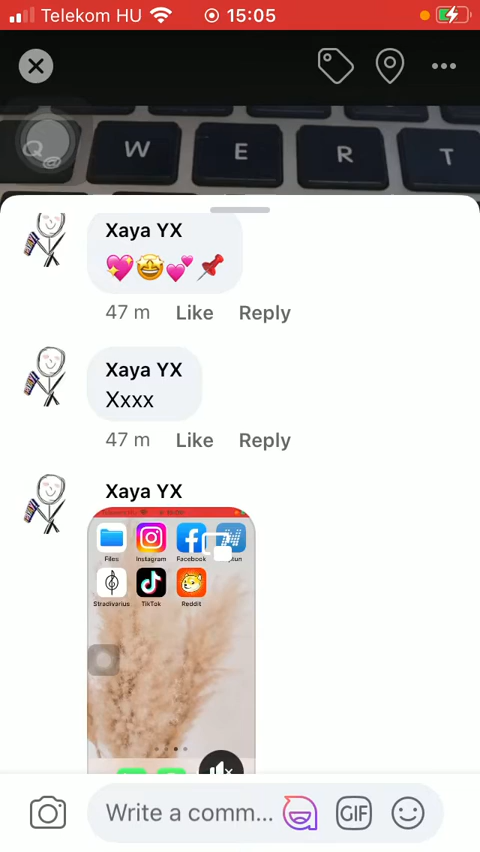 Telekom HU 15:05
Q W E R T
@
Xaya YX
47 m Like Reply
Xaya YX
Xxxx
47 m Like Reply
Xaya YX
Files Instagram Facebook
Stradivarius TikTok Reddit
Write a comm... GIF